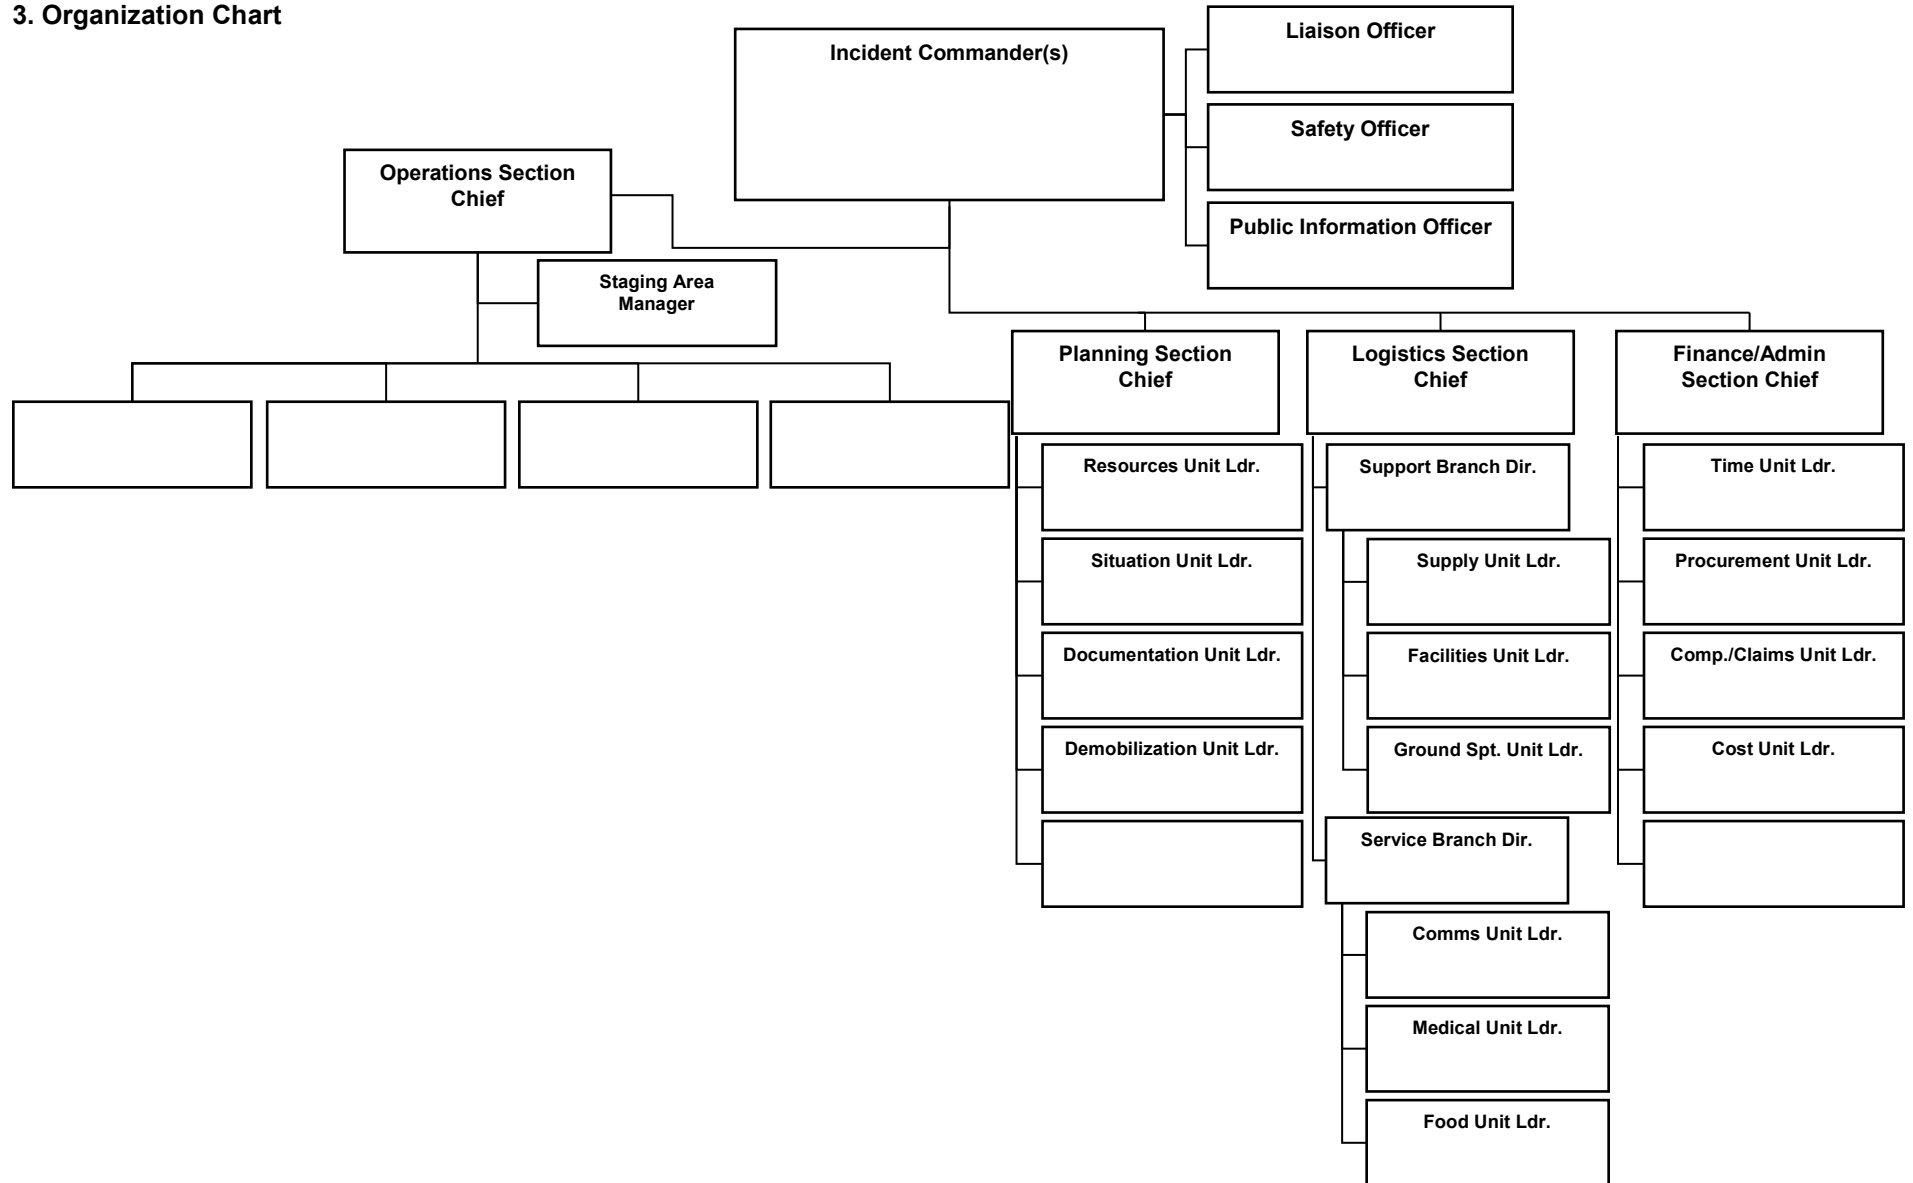 3. Organization Chart
Incident Commander(s)
Liaison Officer
Safety Officer
Public Information Officer
Operations Section
Chief
Staging Area
Manager
Planning Section
Chief
Resources Unit Ldr.
Situation Unit Ldr.
Documentation Unit Ldr.
Demobilization Unit Ldr.
Logistics Section
Chief
Support Branch Dir.
Supply Unit Ldr.
Facilities Unit Ldr.
Ground Spt. Unit Ldr.
Service Branch Dir.
Comms Unit Ldr.
Medical Unit Ldr.
Food Unit Ldr.
Finance/Admin
Section Chief
Time Unit Ldr.
Procurement Unit Ldr.
Comp./Claims Unit Ldr.
Cost Unit Ldr.